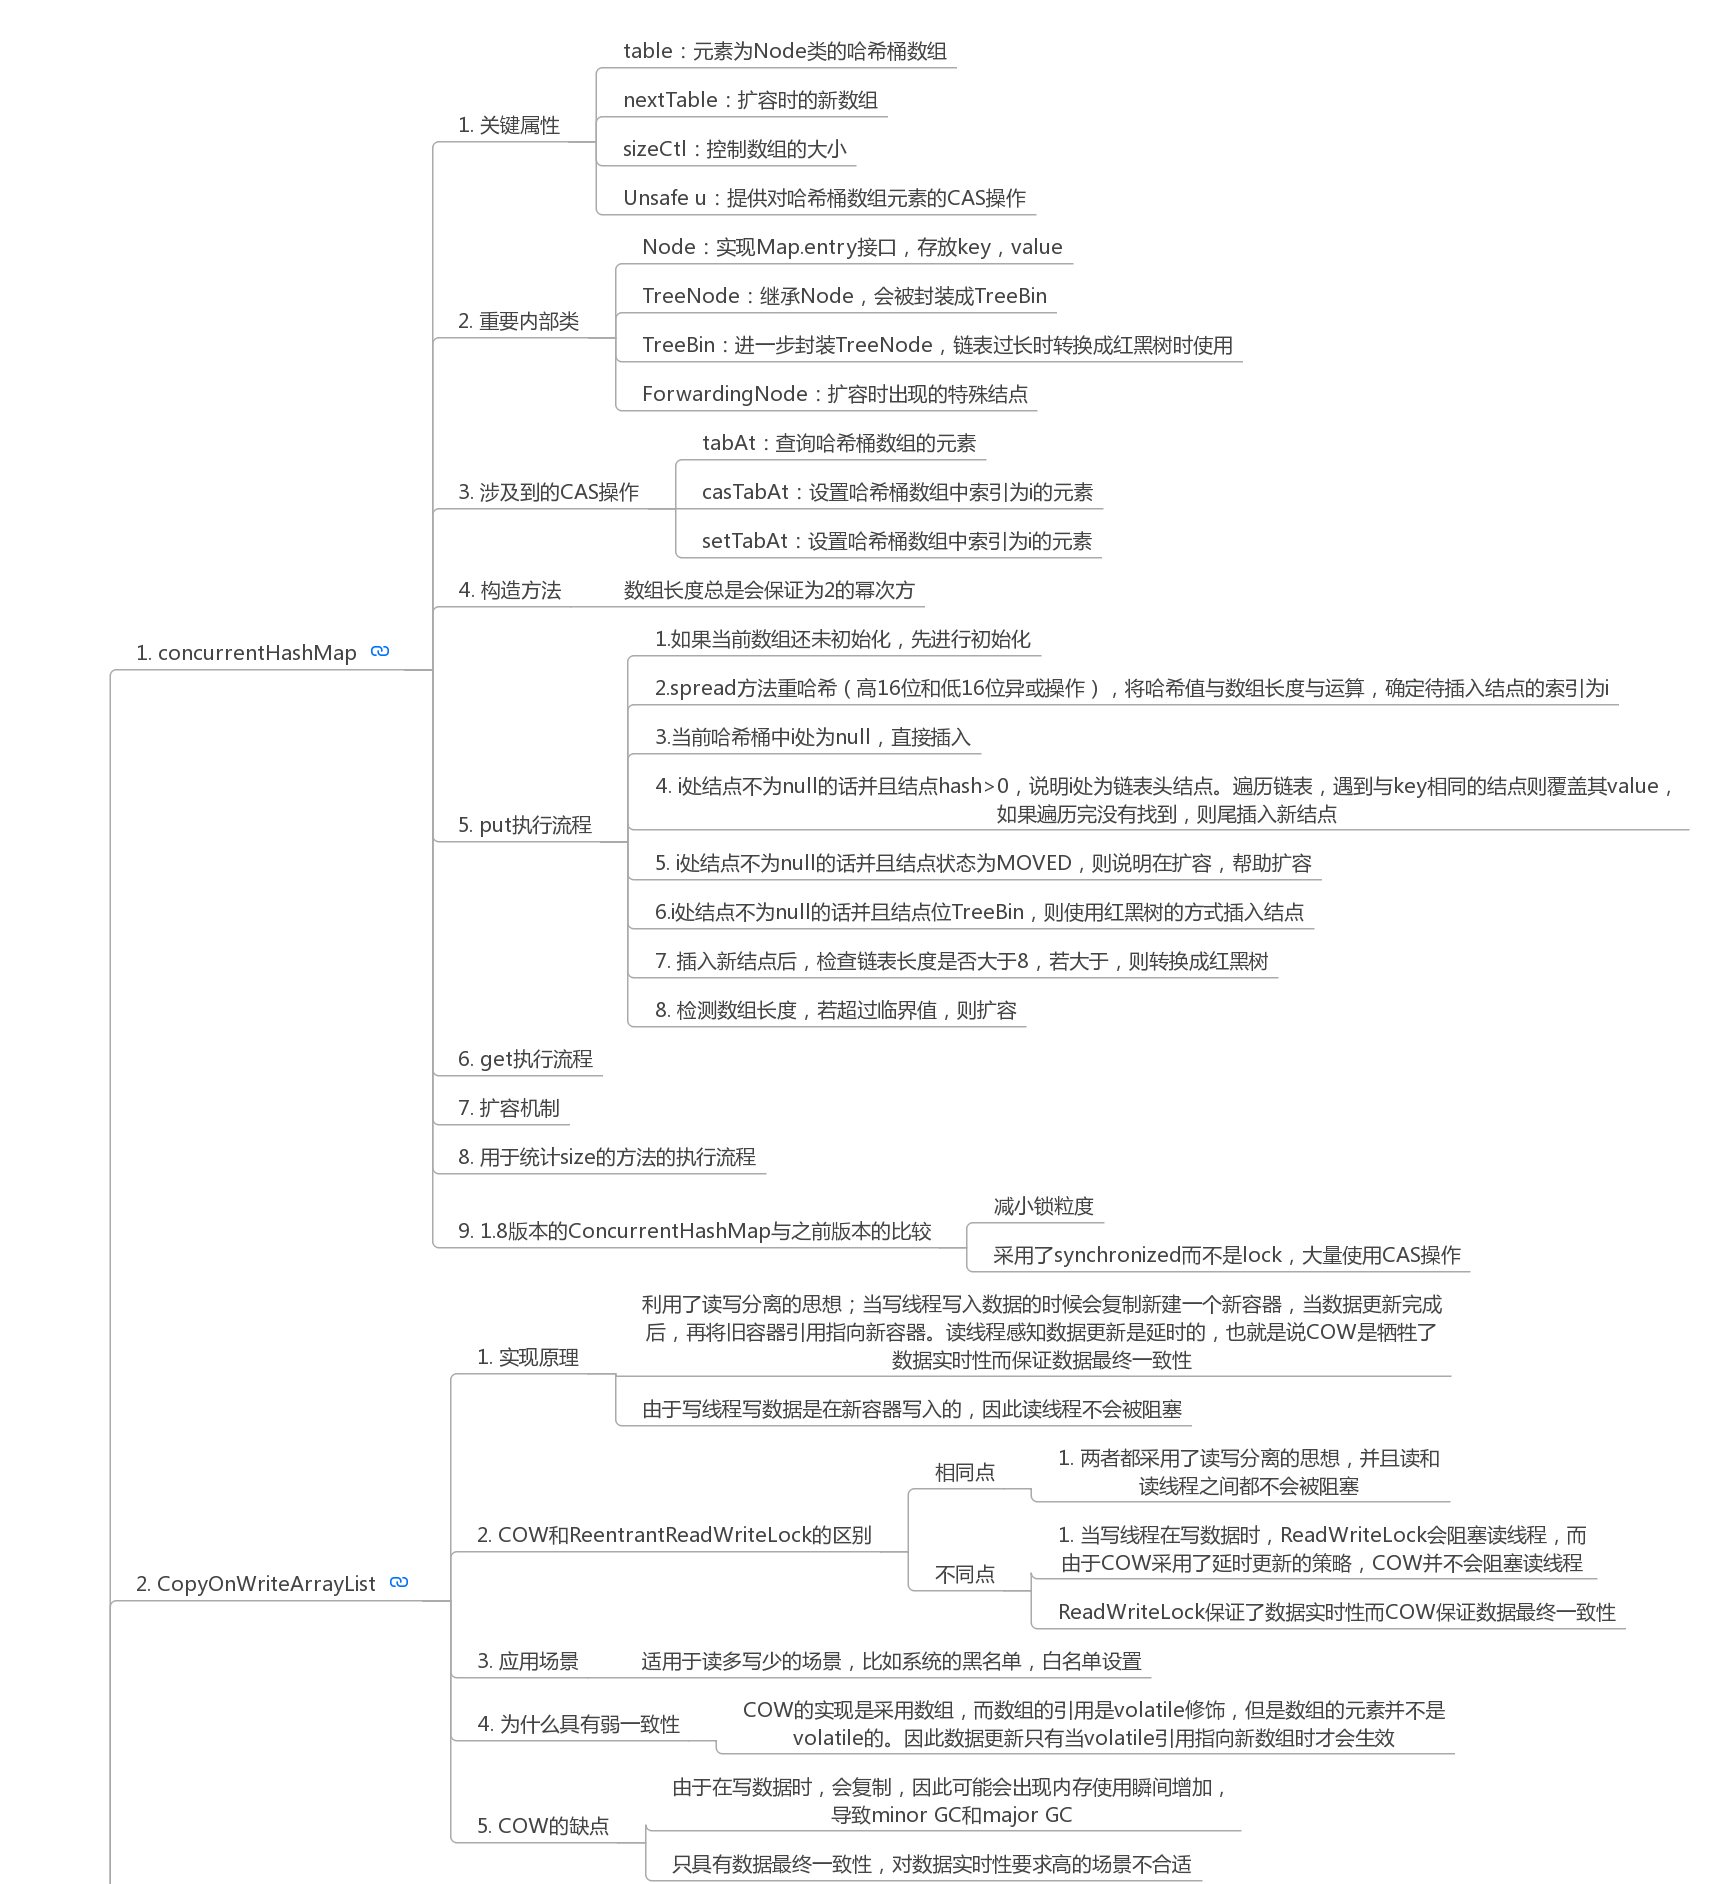 1. concurrentHashMap
1. 关键属性
table：元素为Node类的哈希桶数组
nextTable：扩容时的新数组
sizeCtl：控制数组的大小
Unsafe u：提供对哈希桶数组元素的CAS操作
2. 重要内部类
Node：实现Map.entry接口，存放key，value
TreeNode：继承Node，会被封装成TreeBin
TreeBin：进一步封装TreeNode，链表过长时转换成红黑树时使用
ForwardingNode：扩容时出现的特殊结点
3. 涉及到的CAS操作
tabAt：查询哈希桶数组的元素
casTabAt：设置哈希桶数组中索引为i的元素
setTabAt：设置哈希桶数组中索引为i的元素
4. 构造方法
数组长度总是会保证为2的幂次方
5. put执行流程
1.如果当前数组还未初始化，先进行初始化
2.spread方法重哈希（高16位和低16位异或操作），将哈希值与数组长度与运算，确定待插入结点的索引为i
3.当前哈希桶中i处为null，直接插入
4. i处结点不为null的话并且结点hash>0，说明i处为链表头结点。遍历链表，遇到与key相同的结点则覆盖其value，
如果遍历完没有找到，则尾插入新结点
5. i处结点不为null的话并且结点状态为MOVED，则说明在扩容，帮助扩容
6.i处结点不为null的话并且结点位TreeBin，则使用红黑树的方式插入结点
7. 插入新结点后，检查链表长度是否大于8，若大于，则转换成红黑树
8. 检测数组长度，若超过临界值，则扩容
6. get执行流程
7. 扩容机制
8. 用于统计size的方法的执行流程
9. 1.8版本的ConcurrentHashMap与之前版本的比较
减小锁粒度
采用了synchronized而不是lock，大量使用CAS操作
2. CopyOnWriteArrayList
1. 实现原理
利用了读写分离的思想；当写线程写入数据的时候会复制新建一个新容器，当数据更新完成
后，再将旧容器引用指向新容器。读线程感知数据更新是延时的，也就是说COW是牺牲了
数据实时性而保证数据最终一致性
由于写线程写数据是在新容器写入的，因此读线程不会被阻塞
2. COW和ReentrantReadWriteLock的区别
相同点
1. 两者都采用了读写分离的思想，并且读和
读线程之间都不会被阻塞
不同点
1. 当写线程在写数据时，ReadWriteLock会阻塞读线程，而
由于COW采用了延时更新的策略，COW并不会阻塞读线程
ReadWriteLock保证了数据实时性而COW保证数据最终一致性
3. 应用场景
适用于读多写少的场景，比如系统的黑名单，白名单设置
4. 为什么具有弱一致性
COW的实现是采用数组，而数组的引用是volatile修饰，但是数组的元素并不是
volatile的。因此数据更新只有当volatile引用指向新数组时才会生效
5. COW的缺点
由于在写数据时，会复制，因此可能会出现内存使用瞬间增加，
导致minor GC和major GC
只具有数据最终一致性，对数据实时性要求高的场景不合适